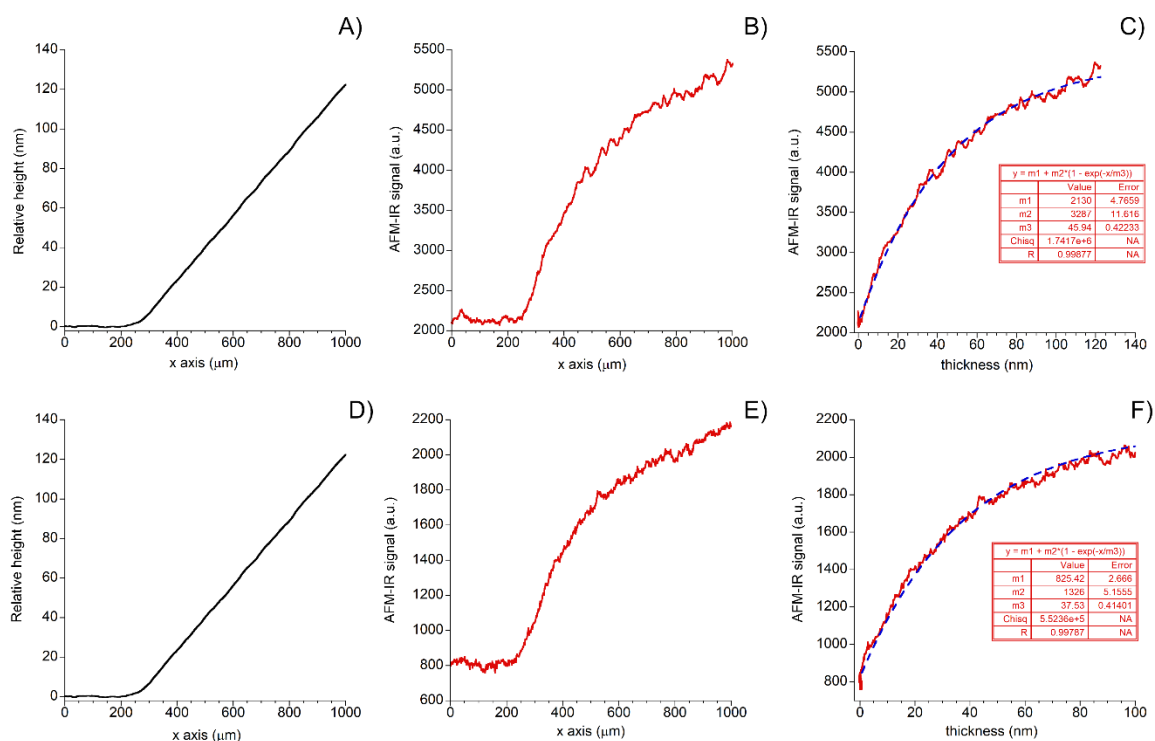 A)
140
120
100
80
60
40
20
0
Relative height (nm)
0 200 400 600 800 1000
x axis (μm)
B)
5500
5000
4500
4000
3500
3000
2500
2000
AFM-IR signal (a.u.)
0 200 400 600 800 1000
x axis (μm)
C)
5500
5000
4500
4000
3500
3000
2500
2000
AFM-IR signal (a.u.)
y = m1 + m2*(1 - exp(-x/m3))
Value Error
m1 2130 4.7659
m2 3287 11.616
m3 45.94 0.42233
Chisq 1.7417e+6 NA
R 0.99877 NA
0 20 40 60 80 100 120 140
thickness (nm)
D)
140
120
100
80
60
40
20
0
Relative height (nm)
0 200 400 600 800 1000
x axis (μm)
E)
2200
2000
1800
1600
1400
1200
1000
800
600
AFM-IR signal (a.u.)
0 200 400 600 800 1000
x axis (μm)
F)
2200
2000
1800
1600
1400
1200
1000
800
AFM-IR signal (a.u.)
y = m1 + m2*(1 - exp(-x/m3))
Value Error
m1 825.42 2.666
m2 1326 5.1555
m3 37.53 0.41401
Chisq 5.5236e+5 NA
R 0.99787 NA
0 20 40 60 80 100
thickness (nm)